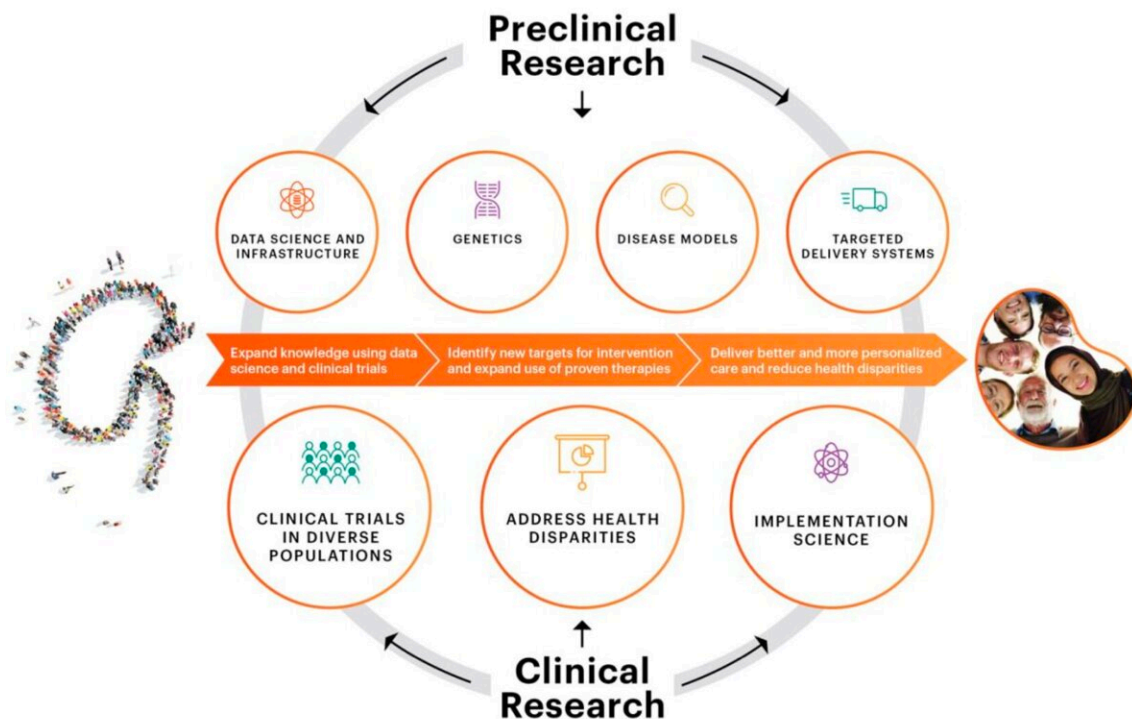 Preclinical
Research
DATA SCIENCE AND
INFRASTRUCTURE
GENETICS
DISEASE MODELS
TARGETED
DELIVERY SYSTEMS
Expand knowledge using data
science and clinical trials
Identify new targets for intervention
and expand use of proven therapies
Deliver better and more personalized
care and reduce health disparities
CLINICAL TRIALS
IN DIVERSE
POPULATIONS
ADDRESS HEALTH
DISPARITIES
IMPLEMENTATION
SCIENCE
Clinical
Research